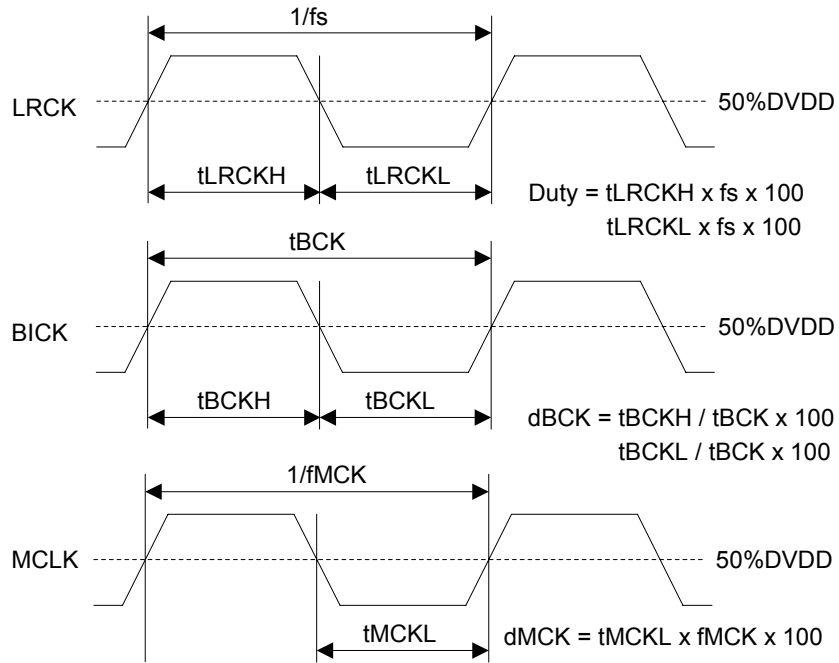 1/fs
LRCK
50%DVDD
tLRCKH
tLRCKL
Duty = tLRCKH x fs x 100
tLRCKL x fs x 100
tBCK
BICK
50%DVDD
tBCKH
tBCKL
dBCK = tBCKH / tBCK x 100
tBCKL / tBCK x 100
1/fMCK
MCLK
50%DVDD
tMCKL
dMCK = tMCKL x fMCK x 100